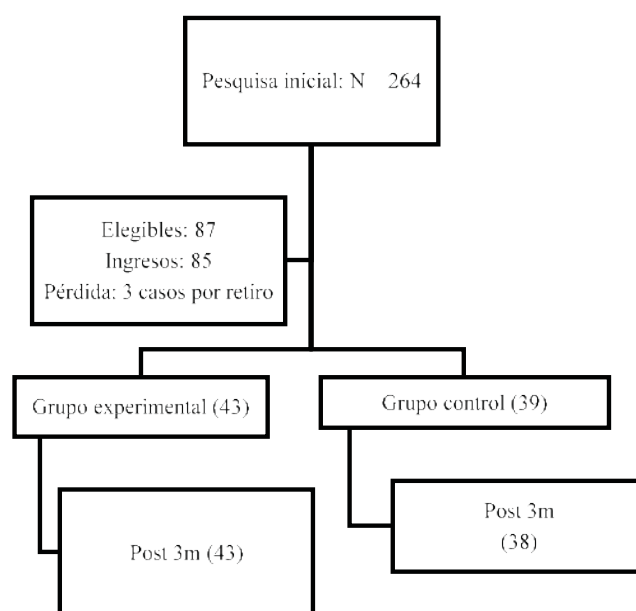 Pesquisa inicial: N 264
Elegibles: 87
Ingresos: 85
Pérdida: 3 casos por retiro
Grupo experimental (43)
Grupo control (39)
Post 3m (43)
Post 3m
(38)